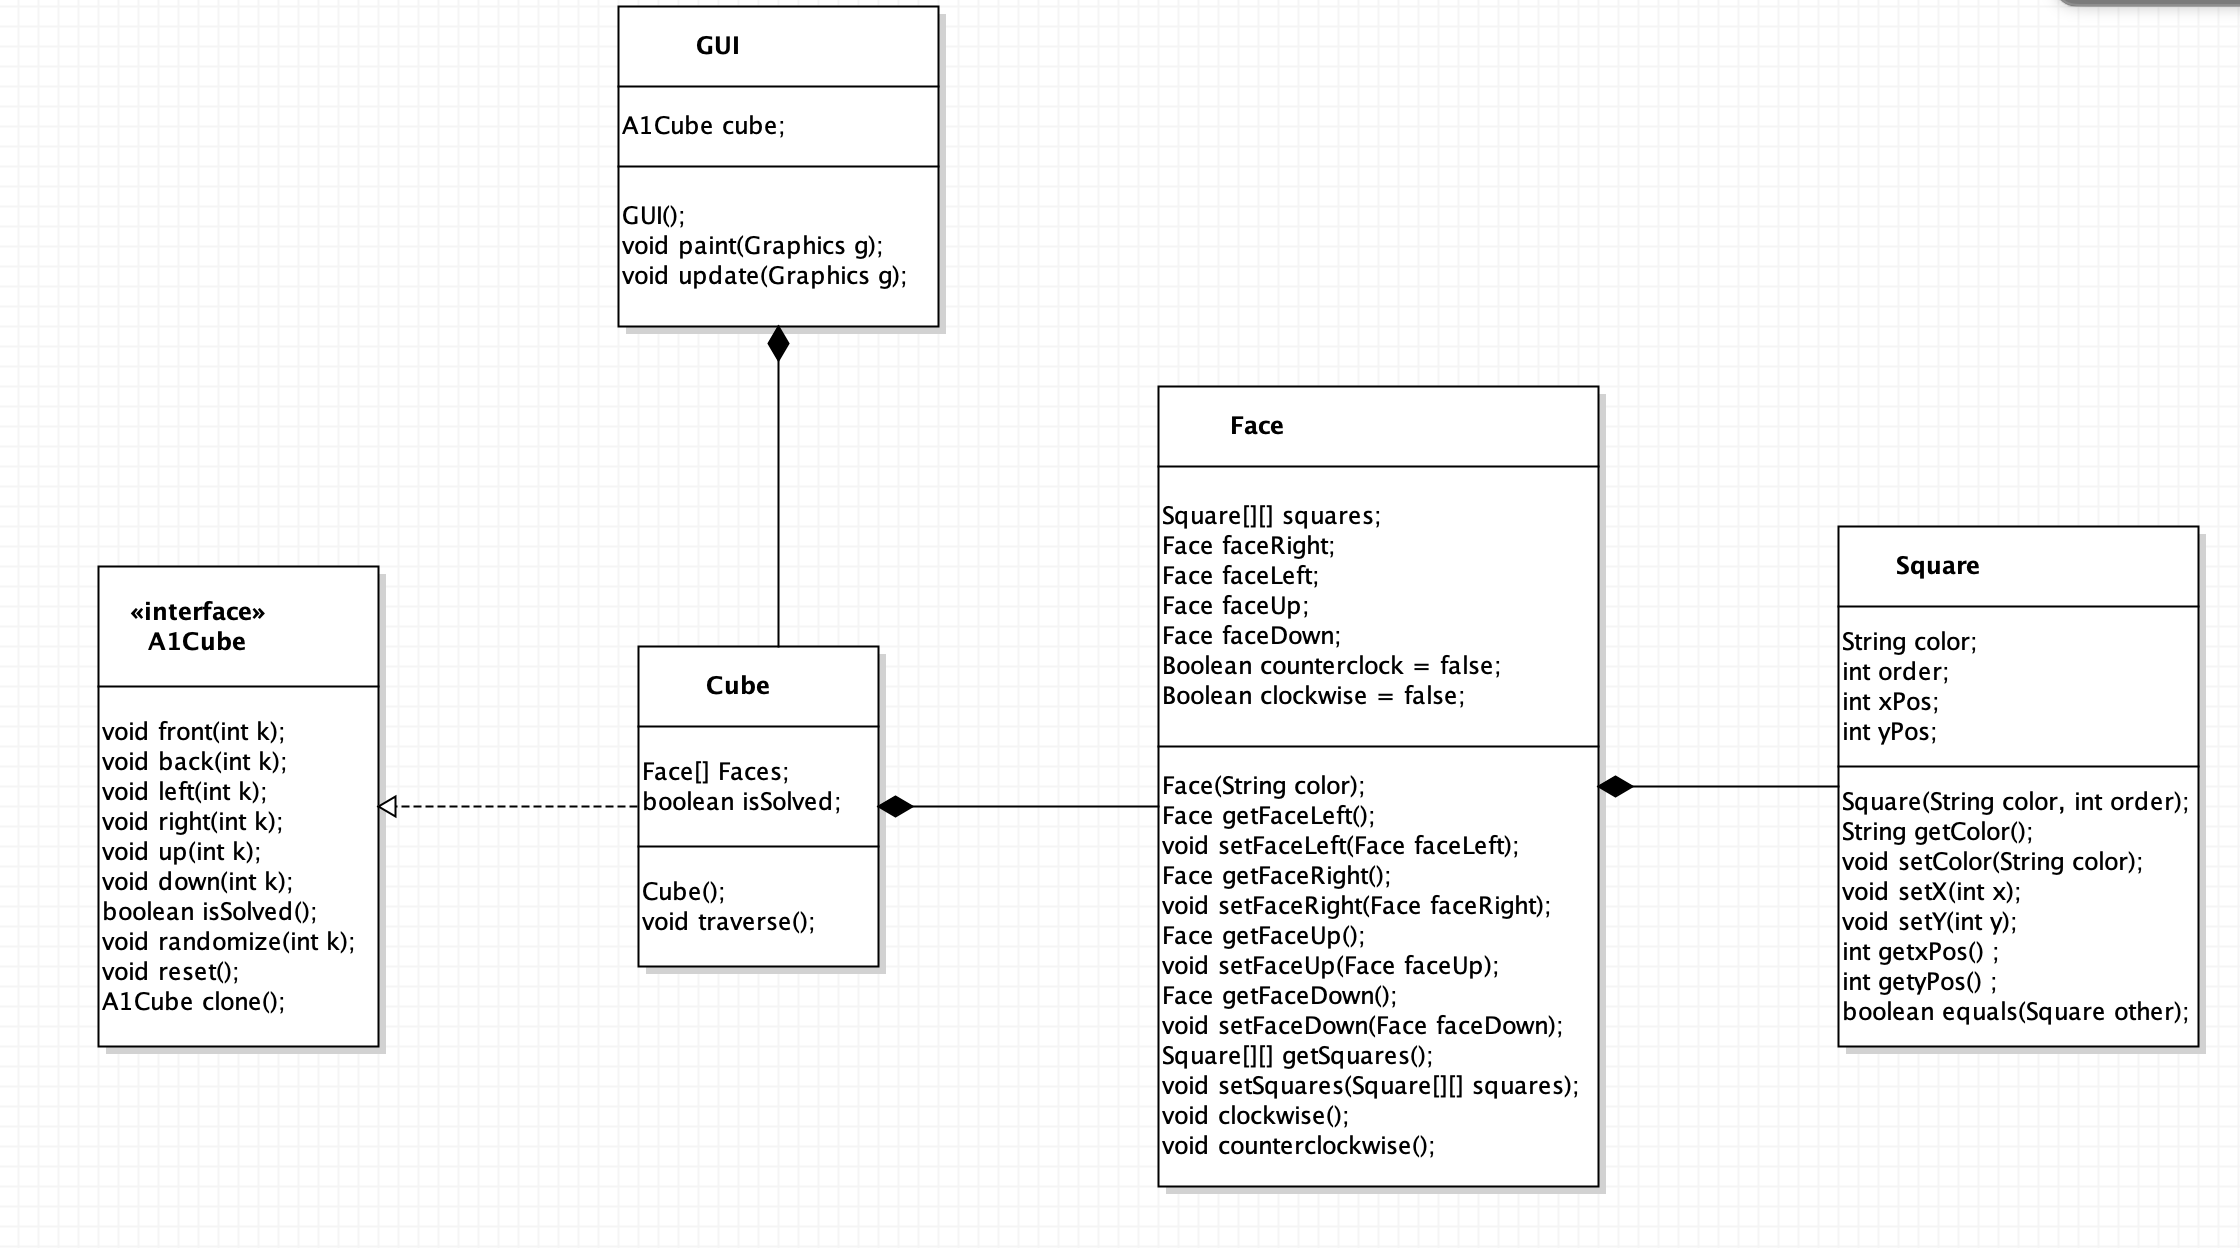 GUI
A1Cube cube;
GUI();
void paint(Graphics g);
void update(Graphics g);
«interface»
A1Cube
void front(int k);
void back(int k);
void left(int k);
void right(int k);
void up(int k);
void down(int k);
boolean isSolved();
void randomize(int k);
void reset();
A1Cube clone();
Cube
Face[] Faces;
boolean isSolved;
Cube();
void traverse();
Face
Square[][] squares;
Face faceRight;
Face faceLeft;
Face faceUp;
Face faceDown;
Boolean counterclock = false;
Boolean clockwise = false;
Face(String color);
Face getFaceLeft();
void setFaceLeft(Face faceLeft);
Face getFaceRight();
void setFaceRight(Face faceRight);
Face getFaceUp();
void setFaceUp(Face faceUp);
Face getFaceDown();
void setFaceDown(Face faceDown);
Square[][] getSquares();
void setSquares(Square[][] squares);
void clockwise();
void counterclockwise();
Square
String color;
int order;
int xPos;
int yPos;
Square(String color, int order);
String getColor();
void setColor(String color);
void setX(int x);
void setY(int y);
int getxPos() ;
int getyPos() ;
boolean equals(Square other);